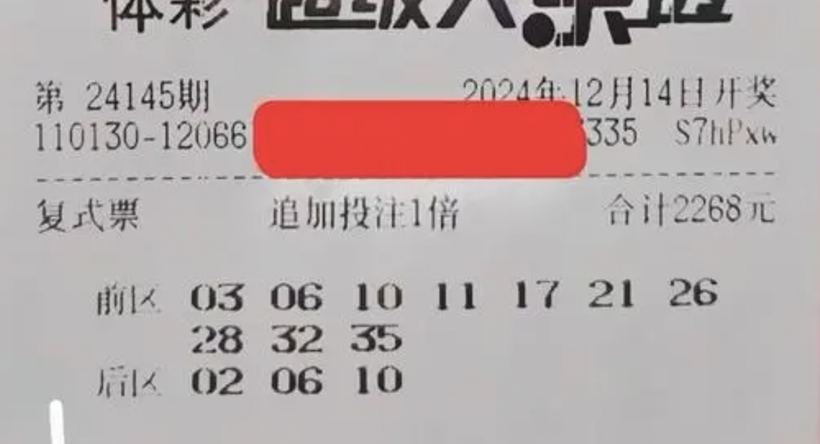 体彩 超级大乐透
第 24145期 2024年12月14日开奖
110130-12066 335 S7hPxw
复式票 追加投注1倍 合计2268元
前区 03 06 10 11 17 21 26
28 32 35
后区 02 06 10